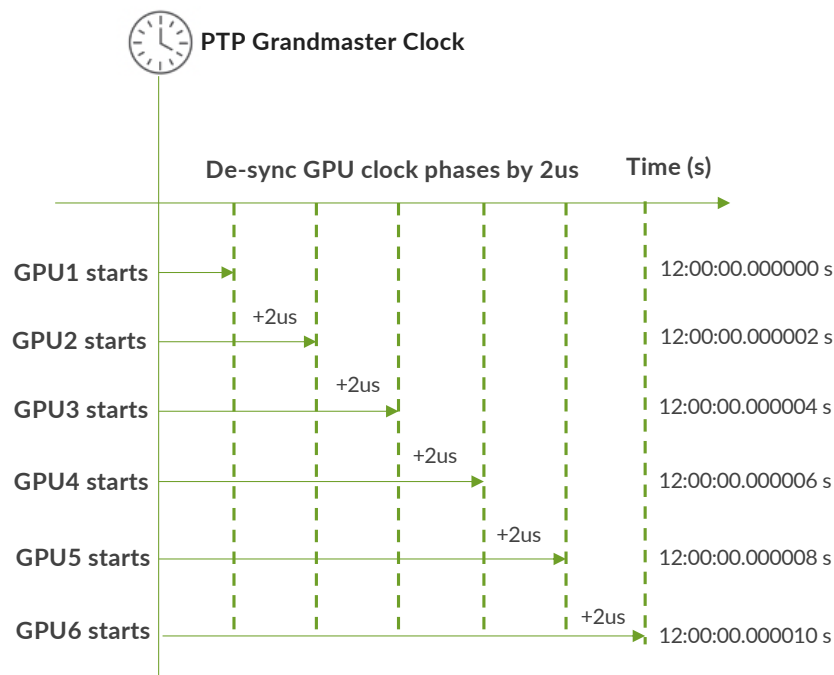 PTP Grandmaster Clock
De-sync GPU clock phases by 2us
Time (s)
GPU1 starts
12:00:00.000000 s
+2us
GPU2 starts
12:00:00.000002 s
+2us
GPU3 starts
12:00:00.000004 s
+2us
GPU4 starts
12:00:00.000006 s
+2us
GPU5 starts
12:00:00.000008 s
+2us
GPU6 starts
12:00:00.000010 s